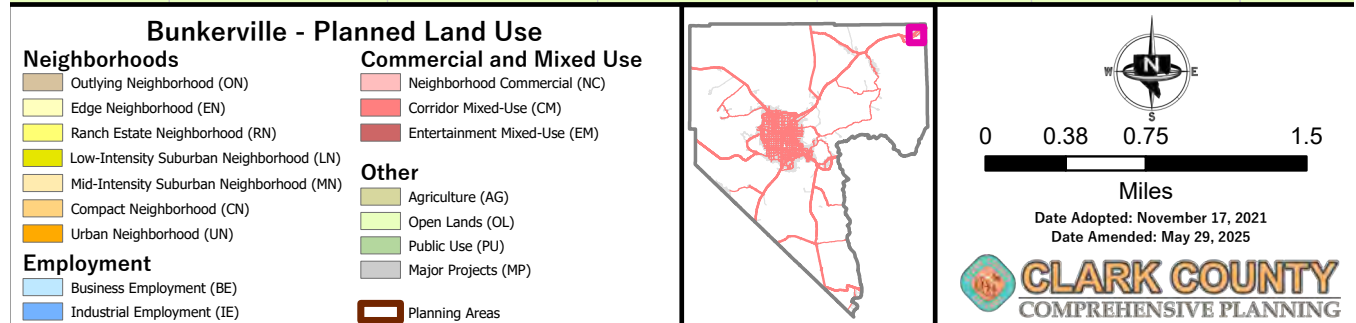 Bunkerville - Planned Land Use
Neighborhoods
Outlying Neighborhood (ON)
Edge Neighborhood (EN)
Ranch Estate Neighborhood (RN)
Low-Intensity Suburban Neighborhood (LN)
Mid-Intensity Suburban Neighborhood (MN)
Compact Neighborhood (CN)
Urban Neighborhood (UN)
Employment
Business Employment (BE)
Industrial Employment (IE)
Commercial and Mixed Use
Neighborhood Commercial (NC)
Corridor Mixed-Use (CM)
Entertainment Mixed-Use (EM)
Other
Agriculture (AG)
Open Lands (OL)
Public Use (PU)
Major Projects (MP)
Planning Areas
W N E
S
0 0.38 0.75 1.5
Miles
Date Adopted: November 17, 2021
Date Amended: May 29, 2025
CLARK COUNTY
COMPREHENSIVE PLANNING